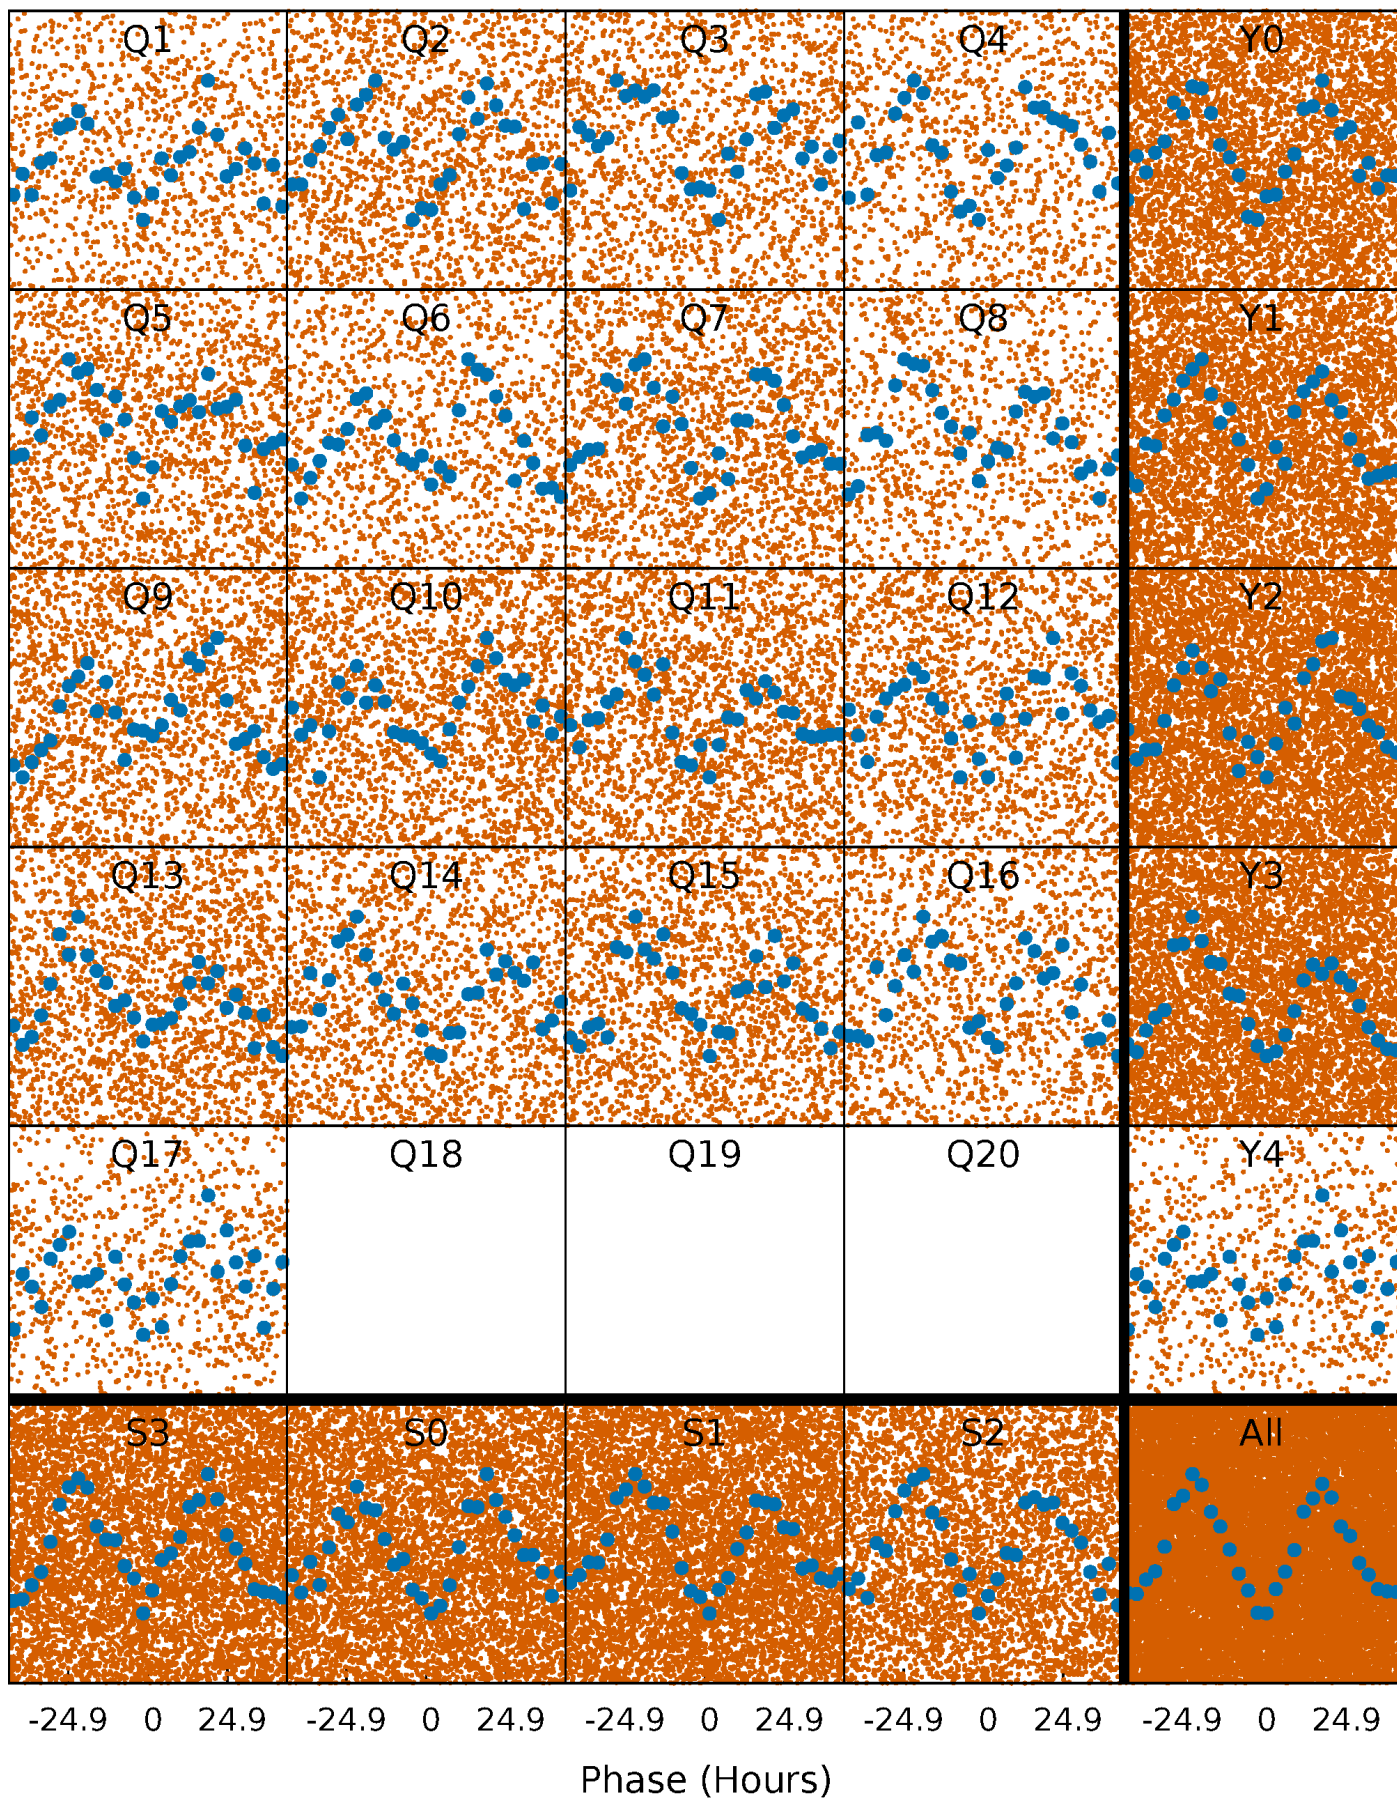 Q1 Q2 Q3 Q4 Y0
Q5 Q6 Q7 Q8 Y1
Q9 Q10 Q11 Q12 Y2
Q13 Q14 Q15 Q16 Y3
Q17 Q18 Q19 Q20 Y4
S3 S0 S1 S2 All
-24.9 0 24.9 -24.9 0 24.9 -24.9 0 24.9 -24.9 0 24.9 -24.9 0 24.9
Phase (Hours)